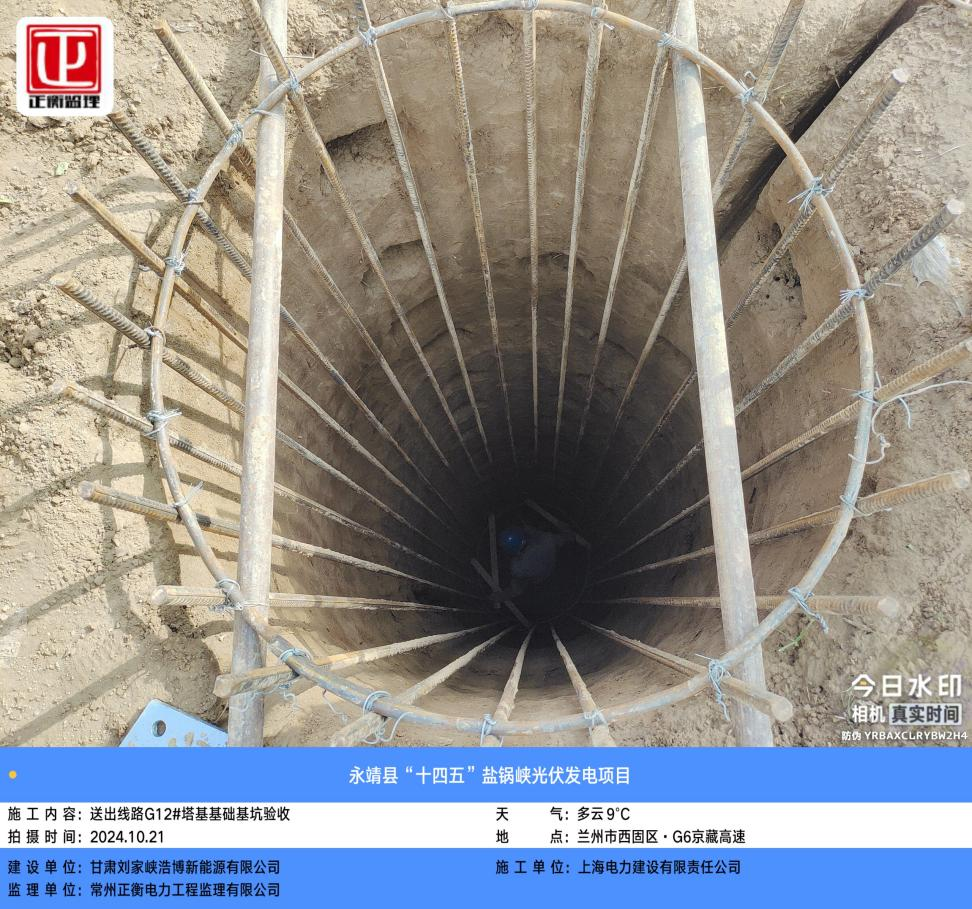 正衡监理
今日水印
相机 真实时间
防伪 YRBAXCLRYBW2H4
永靖县“十四五”盐锅峡光伏发电项目
施工内容：送出线路G12#塔基基础基坑验收
天气：多云 9℃
拍摄时间：2024.10.21
地点：兰州市西固区·G6京藏高速
建设单位：甘肃刘家峡浩博新能源有限公司
施工单位：上海电力建设有限责任公司
监理单位：常州正衡电力工程监理有限公司